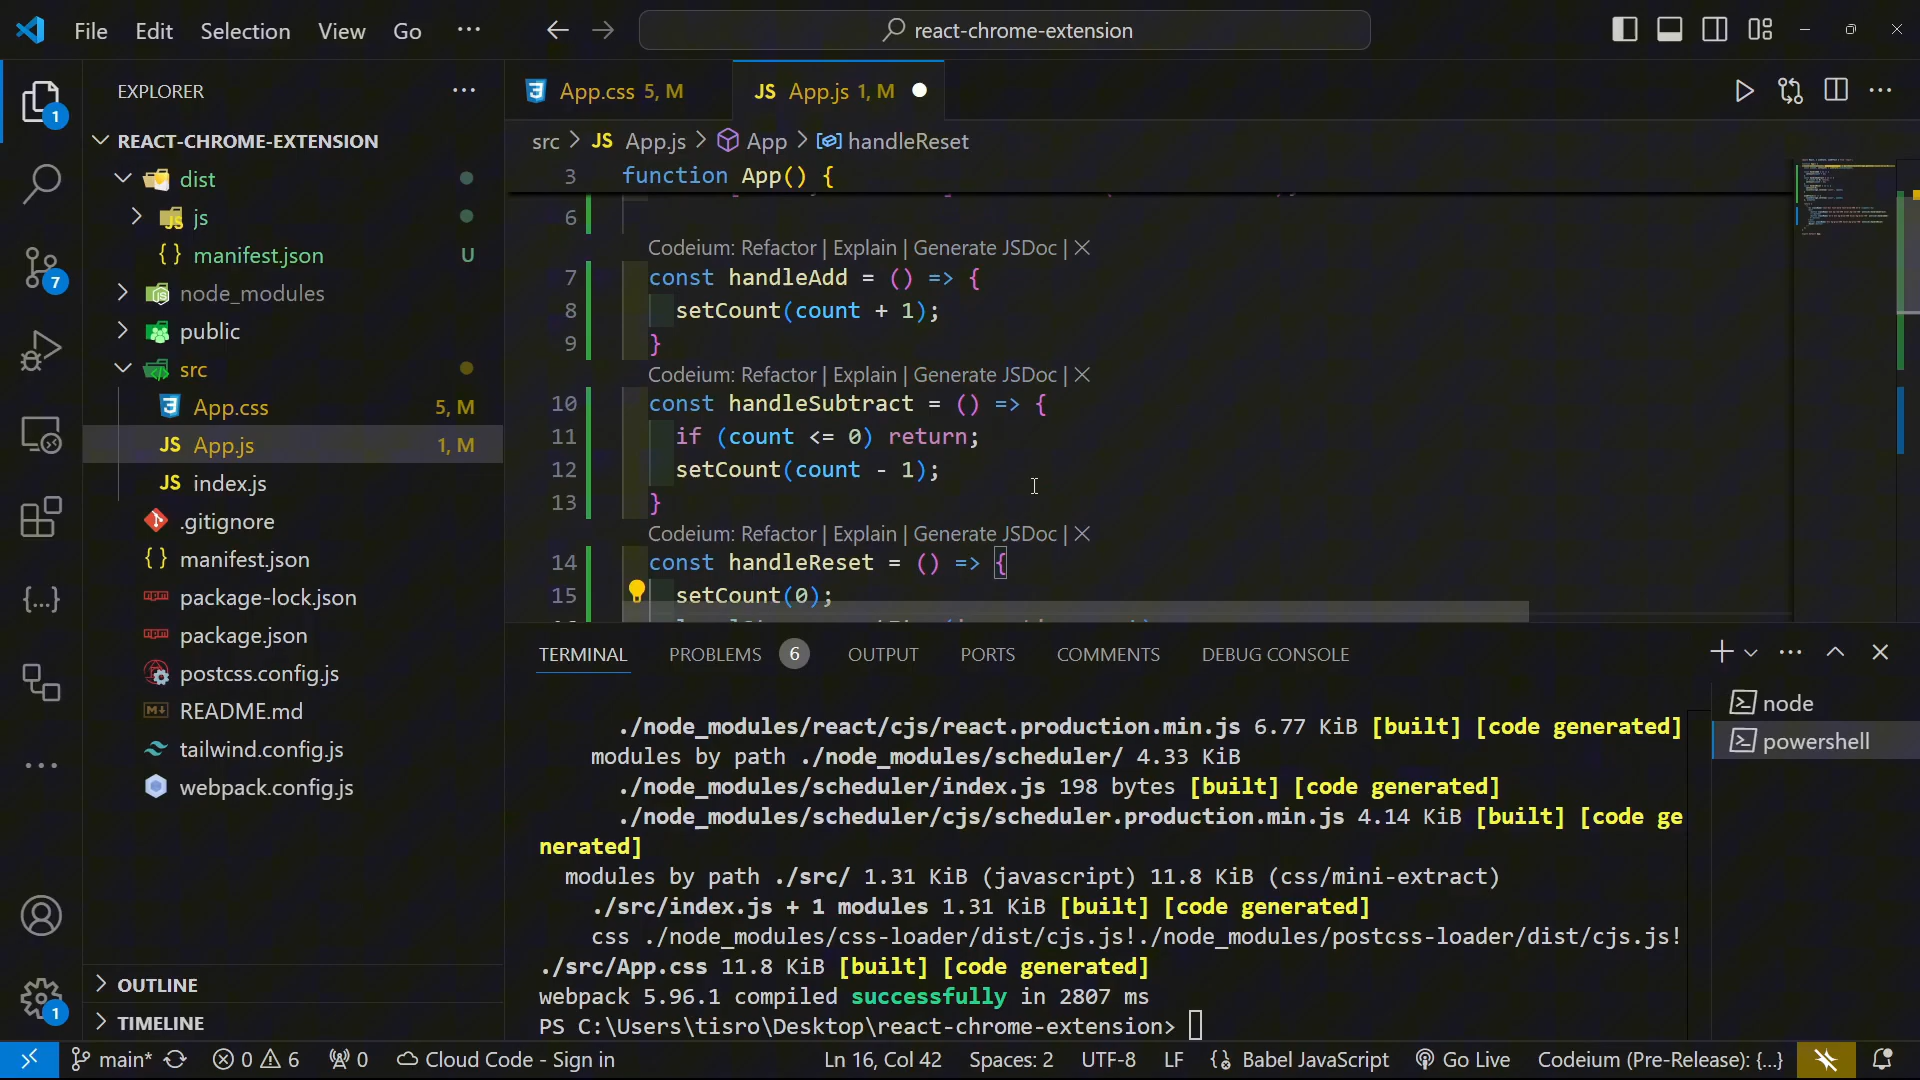 File Edit Selection View Go ···
react-chrome-extension
EXPLORER
REACT-CHROME-EXTENSION
dist
js
manifest.json U
node_modules
public
src
App.css 5, M
App.js 1, M
index.js
.gitignore
manifest.json
package-lock.json
package.json
postcss.config.js
README.md
tailwind.config.js
webpack.config.js
OUTLINE
TIMELINE
1
7
1
App.css 5, M
App.js 1, M
src > JS App.js > App > handleReset
3 function App() {
6
Codeium: Refactor | Explain | Generate JSDoc | ✕
7 const handleAdd = () => {
8 setCount(count + 1);
9 }
Codeium: Refactor | Explain | Generate JSDoc | ✕
10 const handleSubtract = () => {
11 if (count <= 0) return;
12 setCount(count - 1);
13 }
Codeium: Refactor | Explain | Generate JSDoc | ✕
14 const handleReset = () => {
15 setCount(0);
TERMINAL PROBLEMS 6 OUTPUT PORTS COMMENTS DEBUG CONSOLE
node
powershell
./node_modules/react/cjs/react.production.min.js 6.77 KiB [built] [code generated]
modules by path ./node_modules/scheduler/ 4.33 KiB
./node_modules/scheduler/index.js 198 bytes [built] [code generated]
./node_modules/scheduler/cjs/scheduler.production.min.js 4.14 KiB [built] [code ge
nerated]
modules by path ./src/ 1.31 KiB (javascript) 11.8 KiB (css/mini-extract)
./src/index.js + 1 modules 1.31 KiB [built] [code generated]
css ./node_modules/css-loader/dist/cjs.js!./node_modules/postcss-loader/dist/cjs.js!
./src/App.css 11.8 KiB [built] [code generated]
webpack 5.96.1 compiled successfully in 2807 ms
PS C:\Users\tisro\Desktop\react-chrome-extension>
main* 0 6 0 Cloud Code - Sign in Ln 16, Col 42 Spaces: 2 UTF-8 LF {} Babel JavaScript Go Live Codeium (Pre-Release): {...}